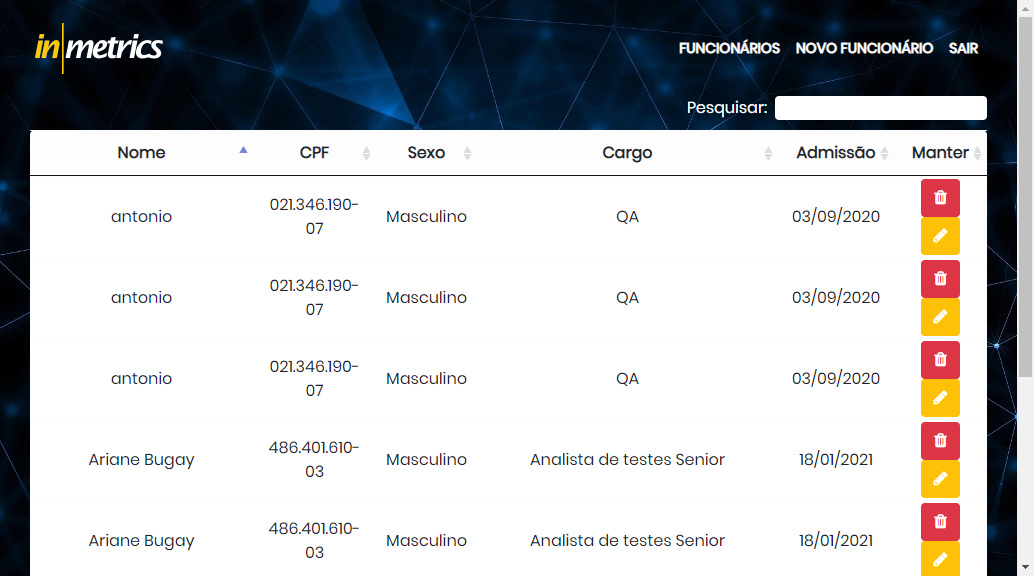 inmetrics
FUNCIONÁRIOS NOVO FUNCIONÁRIO SAIR
Pesquisar:
Nome CPF Sexo Cargo Admissão Manter
antonio 021.346.190-
07 Masculino QA 03/09/2020
antonio 021.346.190-
07 Masculino QA 03/09/2020
antonio 021.346.190-
07 Masculino QA 03/09/2020
Ariane Bugay 486.401.610-
03 Masculino Analista de testes Senior 18/01/2021
Ariane Bugay 486.401.610-
03 Masculino Analista de testes Senior 18/01/2021